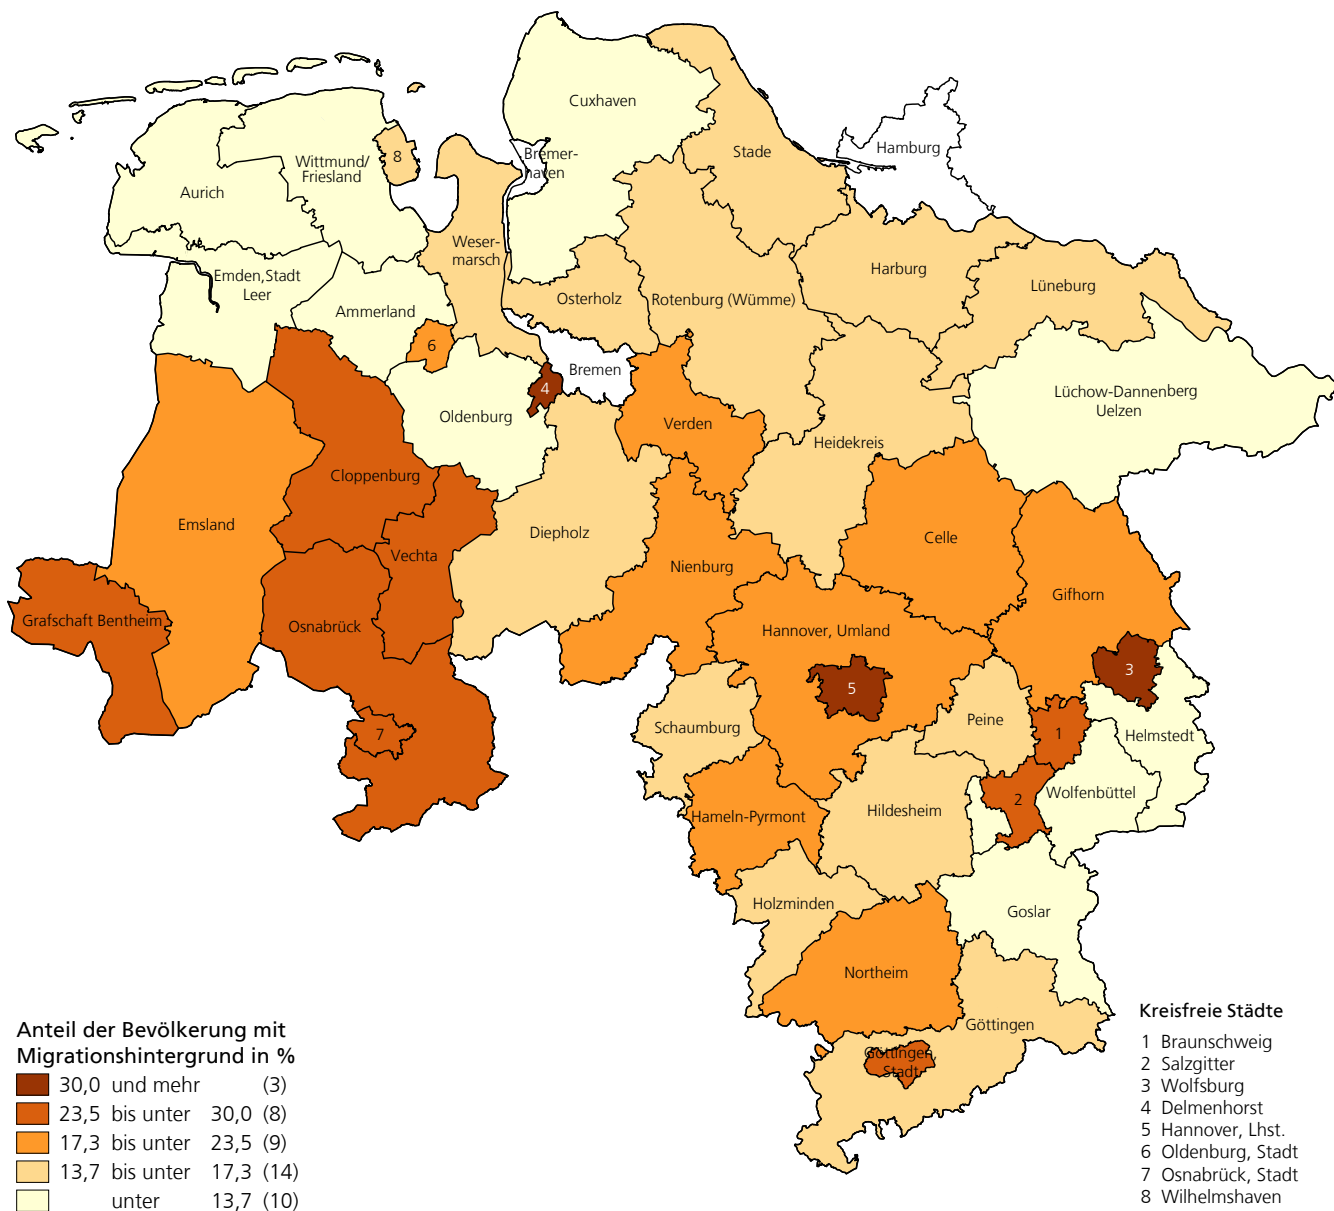 Cuxhaven
Stade
Hamburg
8
Bremer-
haven
Wittmund/
Friesland
Aurich
Weser-
marsch
Harburg
Lüneburg
Emden,Stadt
Leer
Osterholz
Rotenburg (Wümme)
Ammerland
6
Bremen
4
Lüchow-Dannenberg
Uelzen
Oldenburg
Verden
Heidekreis
Cloppenburg
Emsland
Diepholz
Celle
Vechta
Nienburg
Gifhorn
Grafschaft Bentheim
Osnabrück
Hannover, Umland
3
5
Peine
Schaumburg
7
1
Helmstedt
Wolfenbüttel
2
Hildesheim
Hameln-Pyrmont
Holzminden
Goslar
Northeim
Göttingen
Göttingen,
Stadt
Anteil der Bevölkerung mit
Migrationshintergrund in %
30,0 und mehr (3)
23,5 bis unter 30,0 (8)
17,3 bis unter 23,5 (9)
13,7 bis unter 17,3 (14)
unter 13,7 (10)
Kreisfreie Städte
1 Braunschweig
2 Salzgitter
3 Wolfsburg
4 Delmenhorst
5 Hannover, Lhst.
6 Oldenburg, Stadt
7 Osnabrück, Stadt
8 Wilhelmshaven